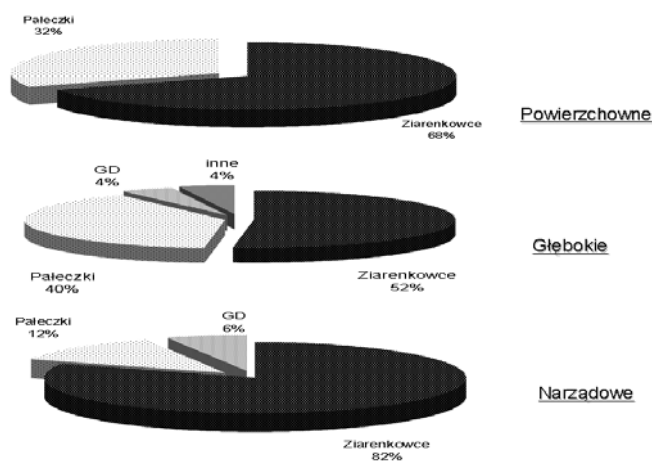 Pałeczki
32%
Ziarenkowce
68%
Powierzchowne
GD
4%
inne
4%
Pałeczki
40%
Ziarenkowce
52%
Głębokie
Pałeczki
12%
GD
6%
Ziarenkowce
82%
Narządowe